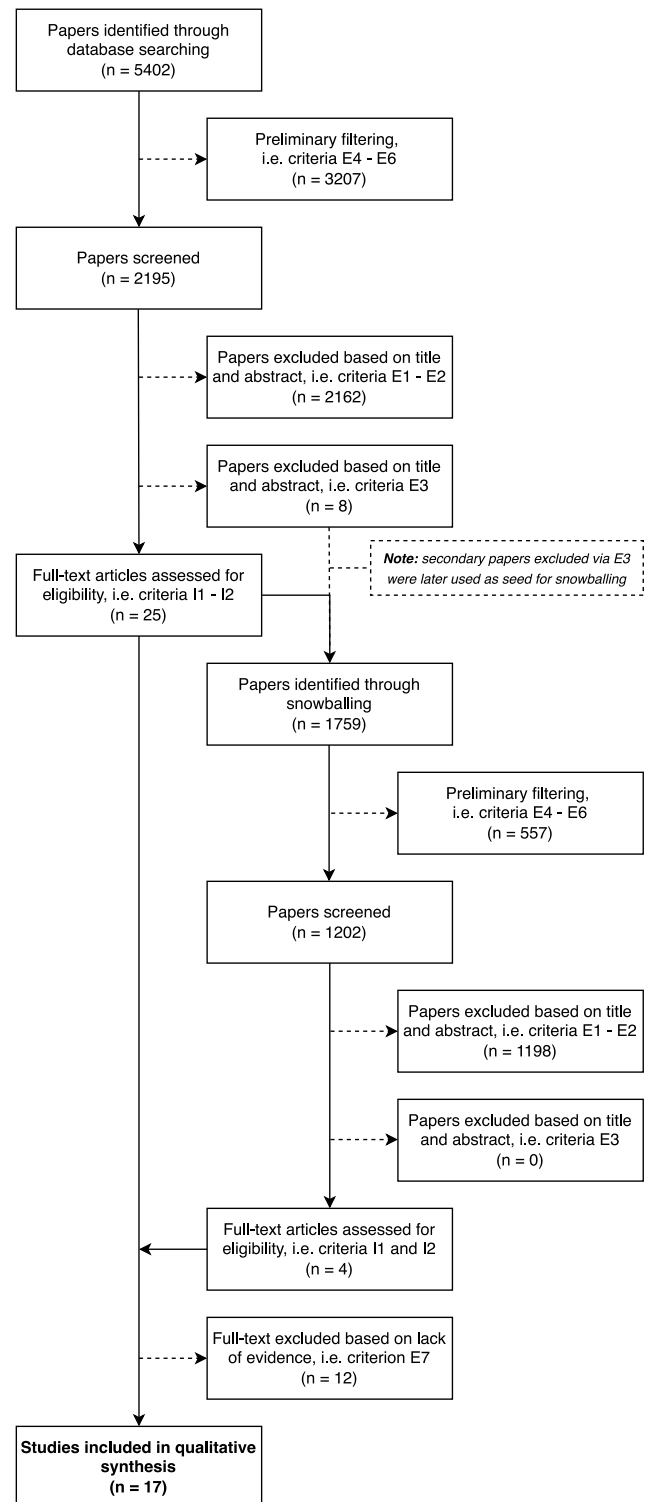 Papers identified through
database searching
(n = 5402)
Preliminary filtering,
i.e. criteria E4 - E6
(n = 3207)
Papers screened
(n = 2195)
Papers excluded based on title
and abstract, i.e. criteria E1 - E2
(n = 2162)
Papers excluded based on title
and abstract, i.e. criteria E3
(n = 8)
Note: secondary papers excluded via E3
were later used as seed for snowballing
Full-text articles assessed for
eligibility, i.e. criteria I1 - I2
(n = 25)
Papers identified through
snowballing
(n = 1759)
Preliminary filtering,
i.e. criteria E4 - E6
(n = 557)
Papers screened
(n = 1202)
Papers excluded based on title
and abstract, i.e. criteria E1 - E2
(n = 1198)
Papers excluded based on title
and abstract, i.e. criteria E3
(n = 0)
Full-text articles assessed for
eligibility, i.e. criteria I1 and I2
(n = 4)
Full-text excluded based on lack
of evidence, i.e. criterion E7
(n = 12)
Studies included in qualitative
synthesis
(n = 17)